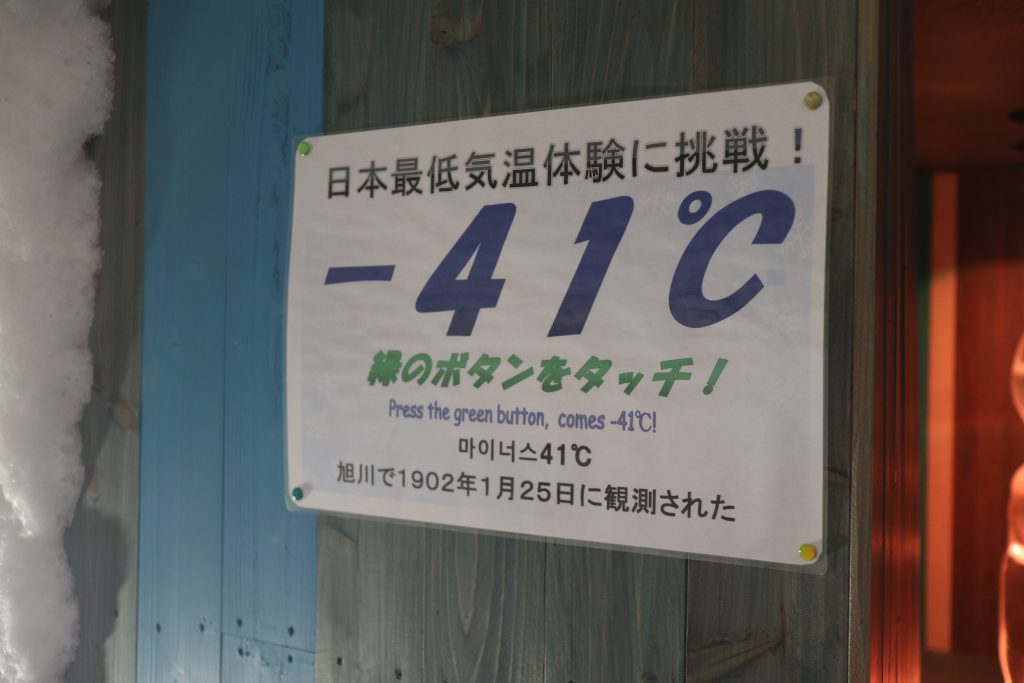 日本最低気温体験に挑戦！
-41℃
緑のボタンをタッチ！
Press the green button, comes -41℃!
마이너스41℃
旭川で1902年1月25日に観測された